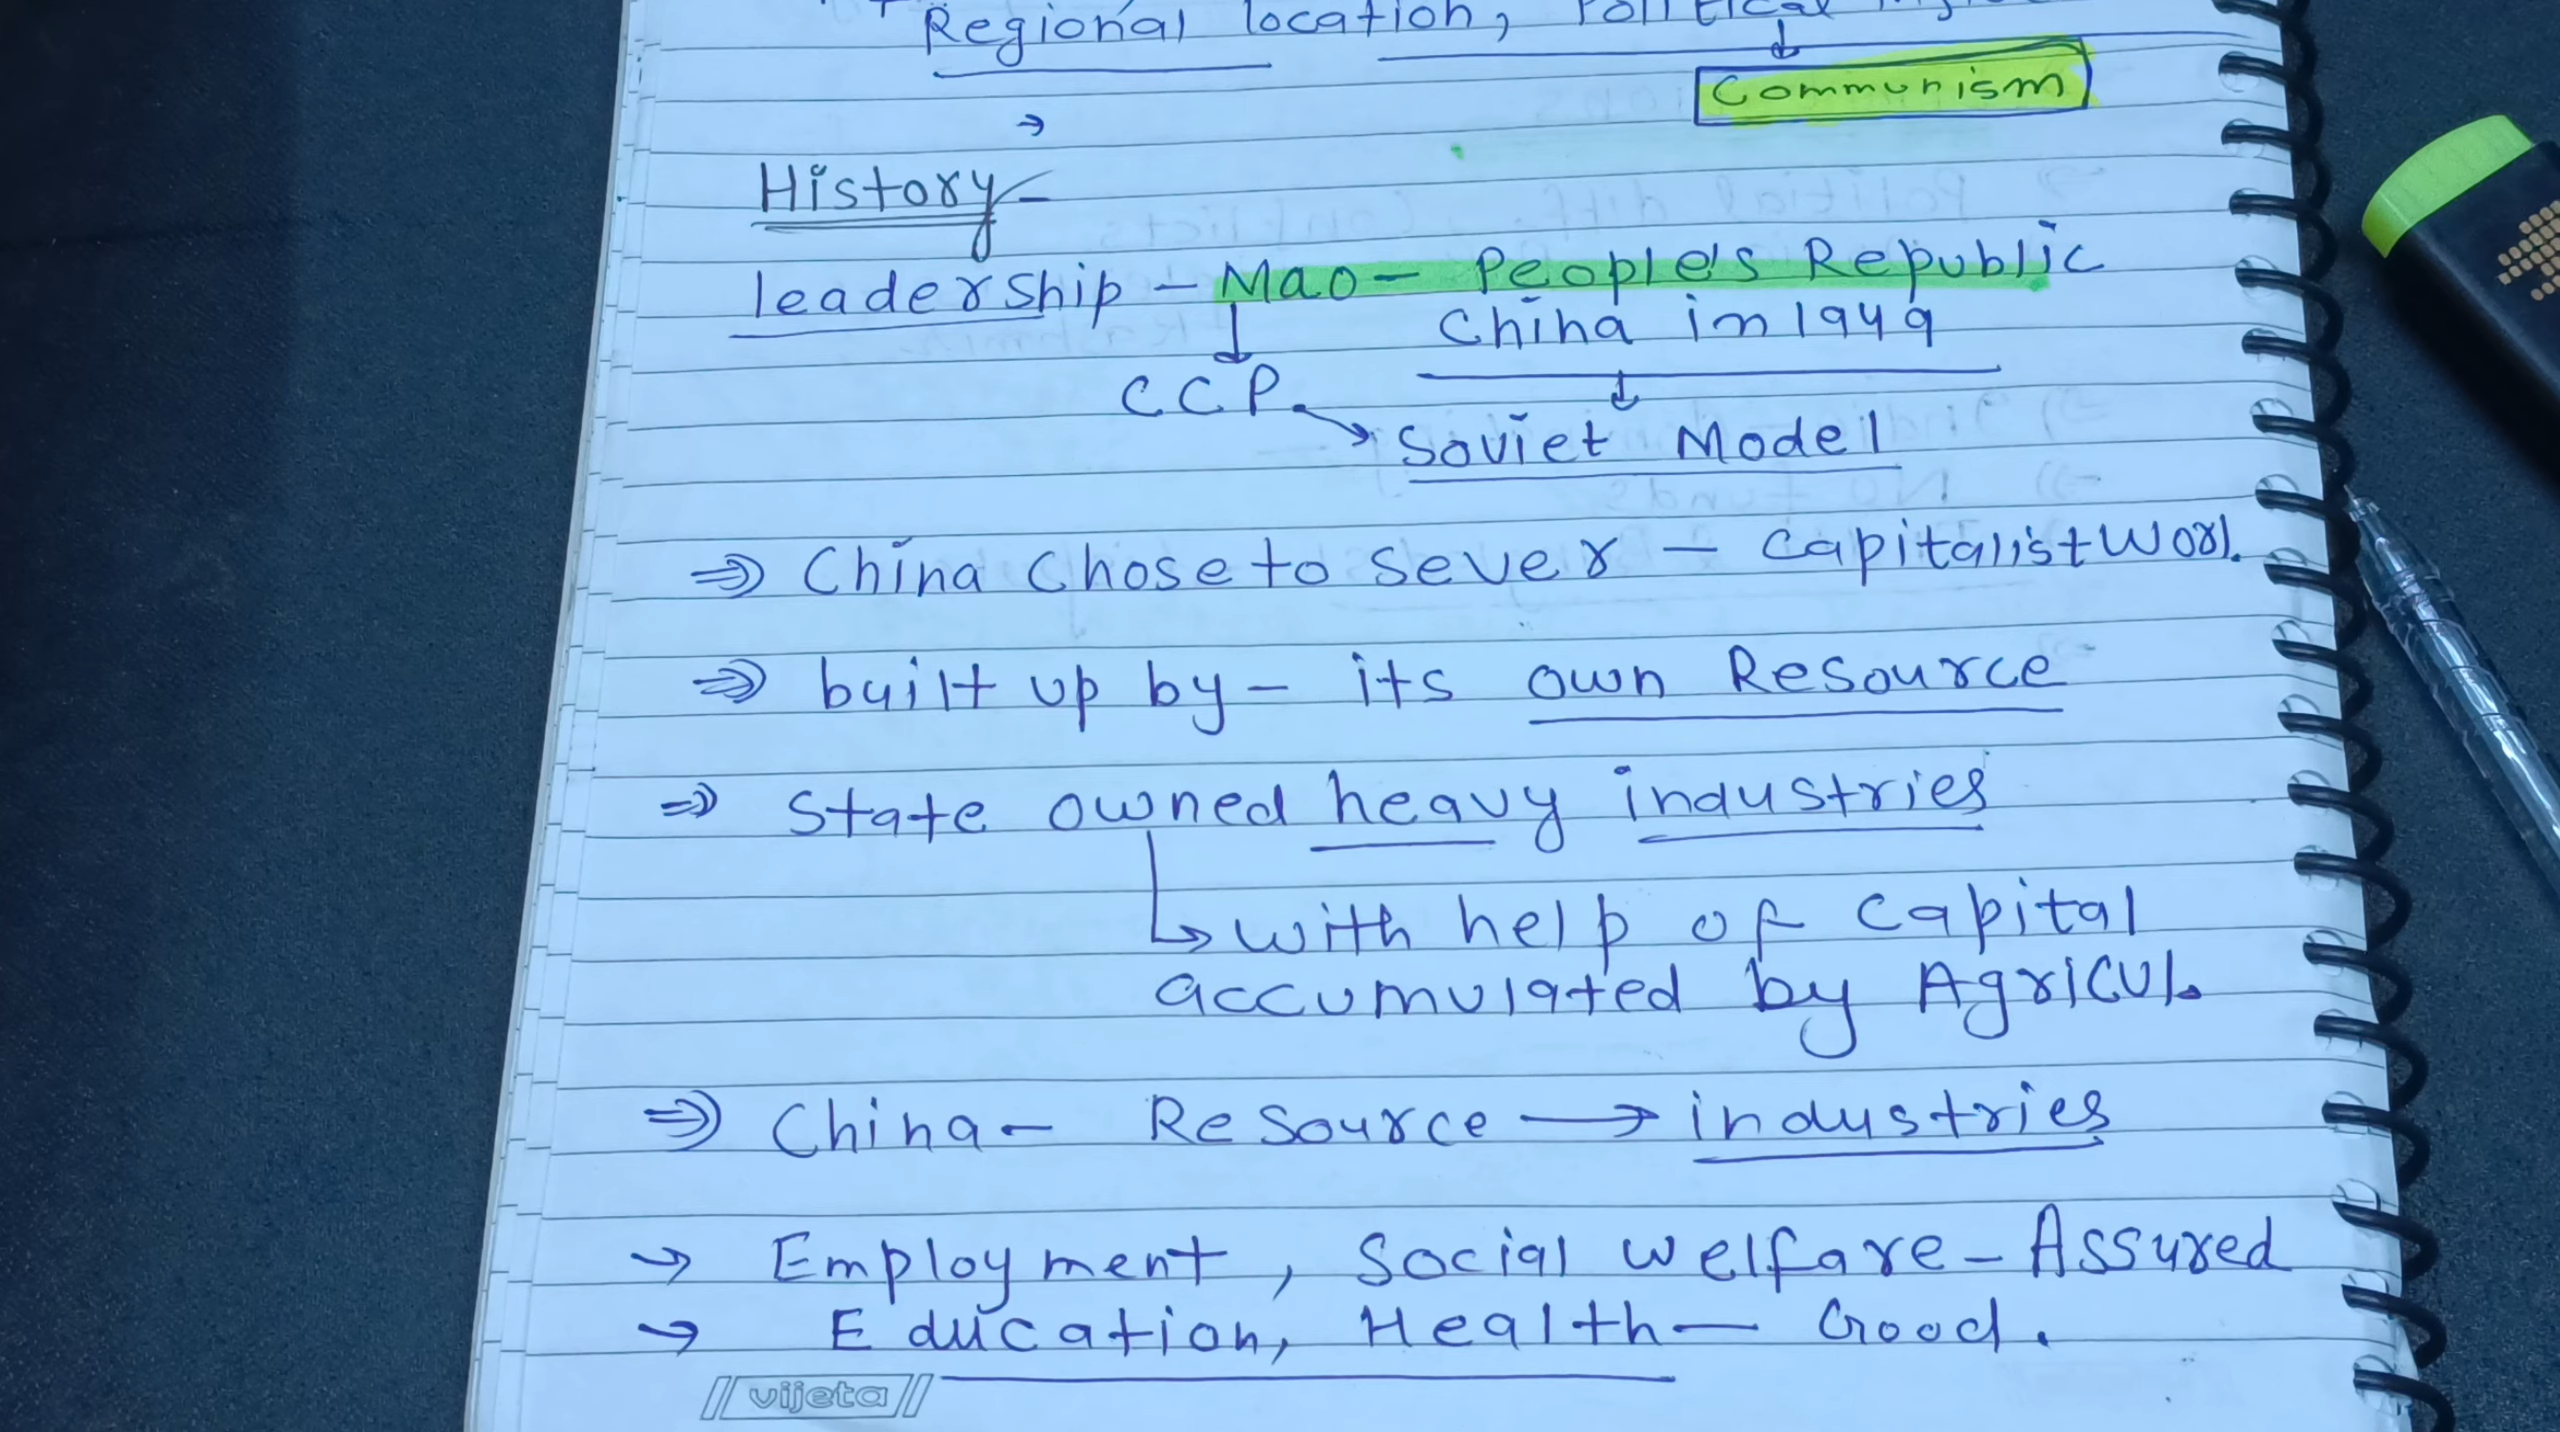 Regional location, Political
Communism
→
History-
leadership - Mao - People's Republic
China in 1949
C.C.P.
Soviet Model
⇒ China Chose to sever - capitalist Worl.
⇒ built up by - its own Resource
⇒ State owned heavy industries
↳ with help of capital
accumulated by Agricul.
⇒ China - Resource → industries
→ Employment, Social welfare - Assured
→ Education, Health - Good.
vijeta